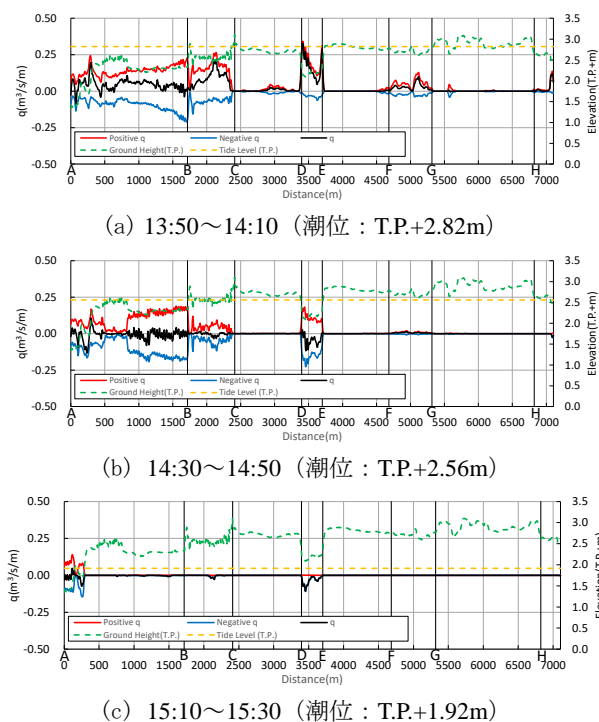 0.50
0.25
0.00
-0.25
-0.50
q(m³/s/m)
3.5
3.0
2.5
2.0
1.5
1.0
0.5
0.0
Elevation(T.P.+m)
Positive q Negative q q
Ground Height(T.P.) Tide Level (T.P.)
A B C D E F G H
0 500 1000 1500 2000 2500 3000 3500 4000 4500 5000 5500 6000 6500 7000
Distance(m)
(a) 13:50～14:10（潮位：T.P.+2.82m）
0.50
0.25
0.00
-0.25
-0.50
q(m³/s/m)
3.5
3.0
2.5
2.0
1.5
1.0
0.5
0.0
Elevation(T.P.+m)
Positive q Negative q q
Ground Height(T.P.) Tide Level (T.P.)
A B C D E F G H
0 500 1000 1500 2000 2500 3000 3500 4000 4500 5000 5500 6000 6500 7000
Distance(m)
(b) 14:30～14:50（潮位：T.P.+2.56m）
0.50
0.25
0.00
-0.25
-0.50
q(m³/s/m)
3.5
3.0
2.5
2.0
1.5
1.0
0.5
0.0
Elevation(T.P.+m)
Positive q Negative q q
Ground Height(T.P.) Tide Level (T.P.)
A B C D E F G H
0 500 1000 1500 2000 2500 3000 3500 4000 4500 5000 5500 6000 6500 7000
Distance(m)
(c) 15:10～15:30（潮位：T.P.+1.92m）